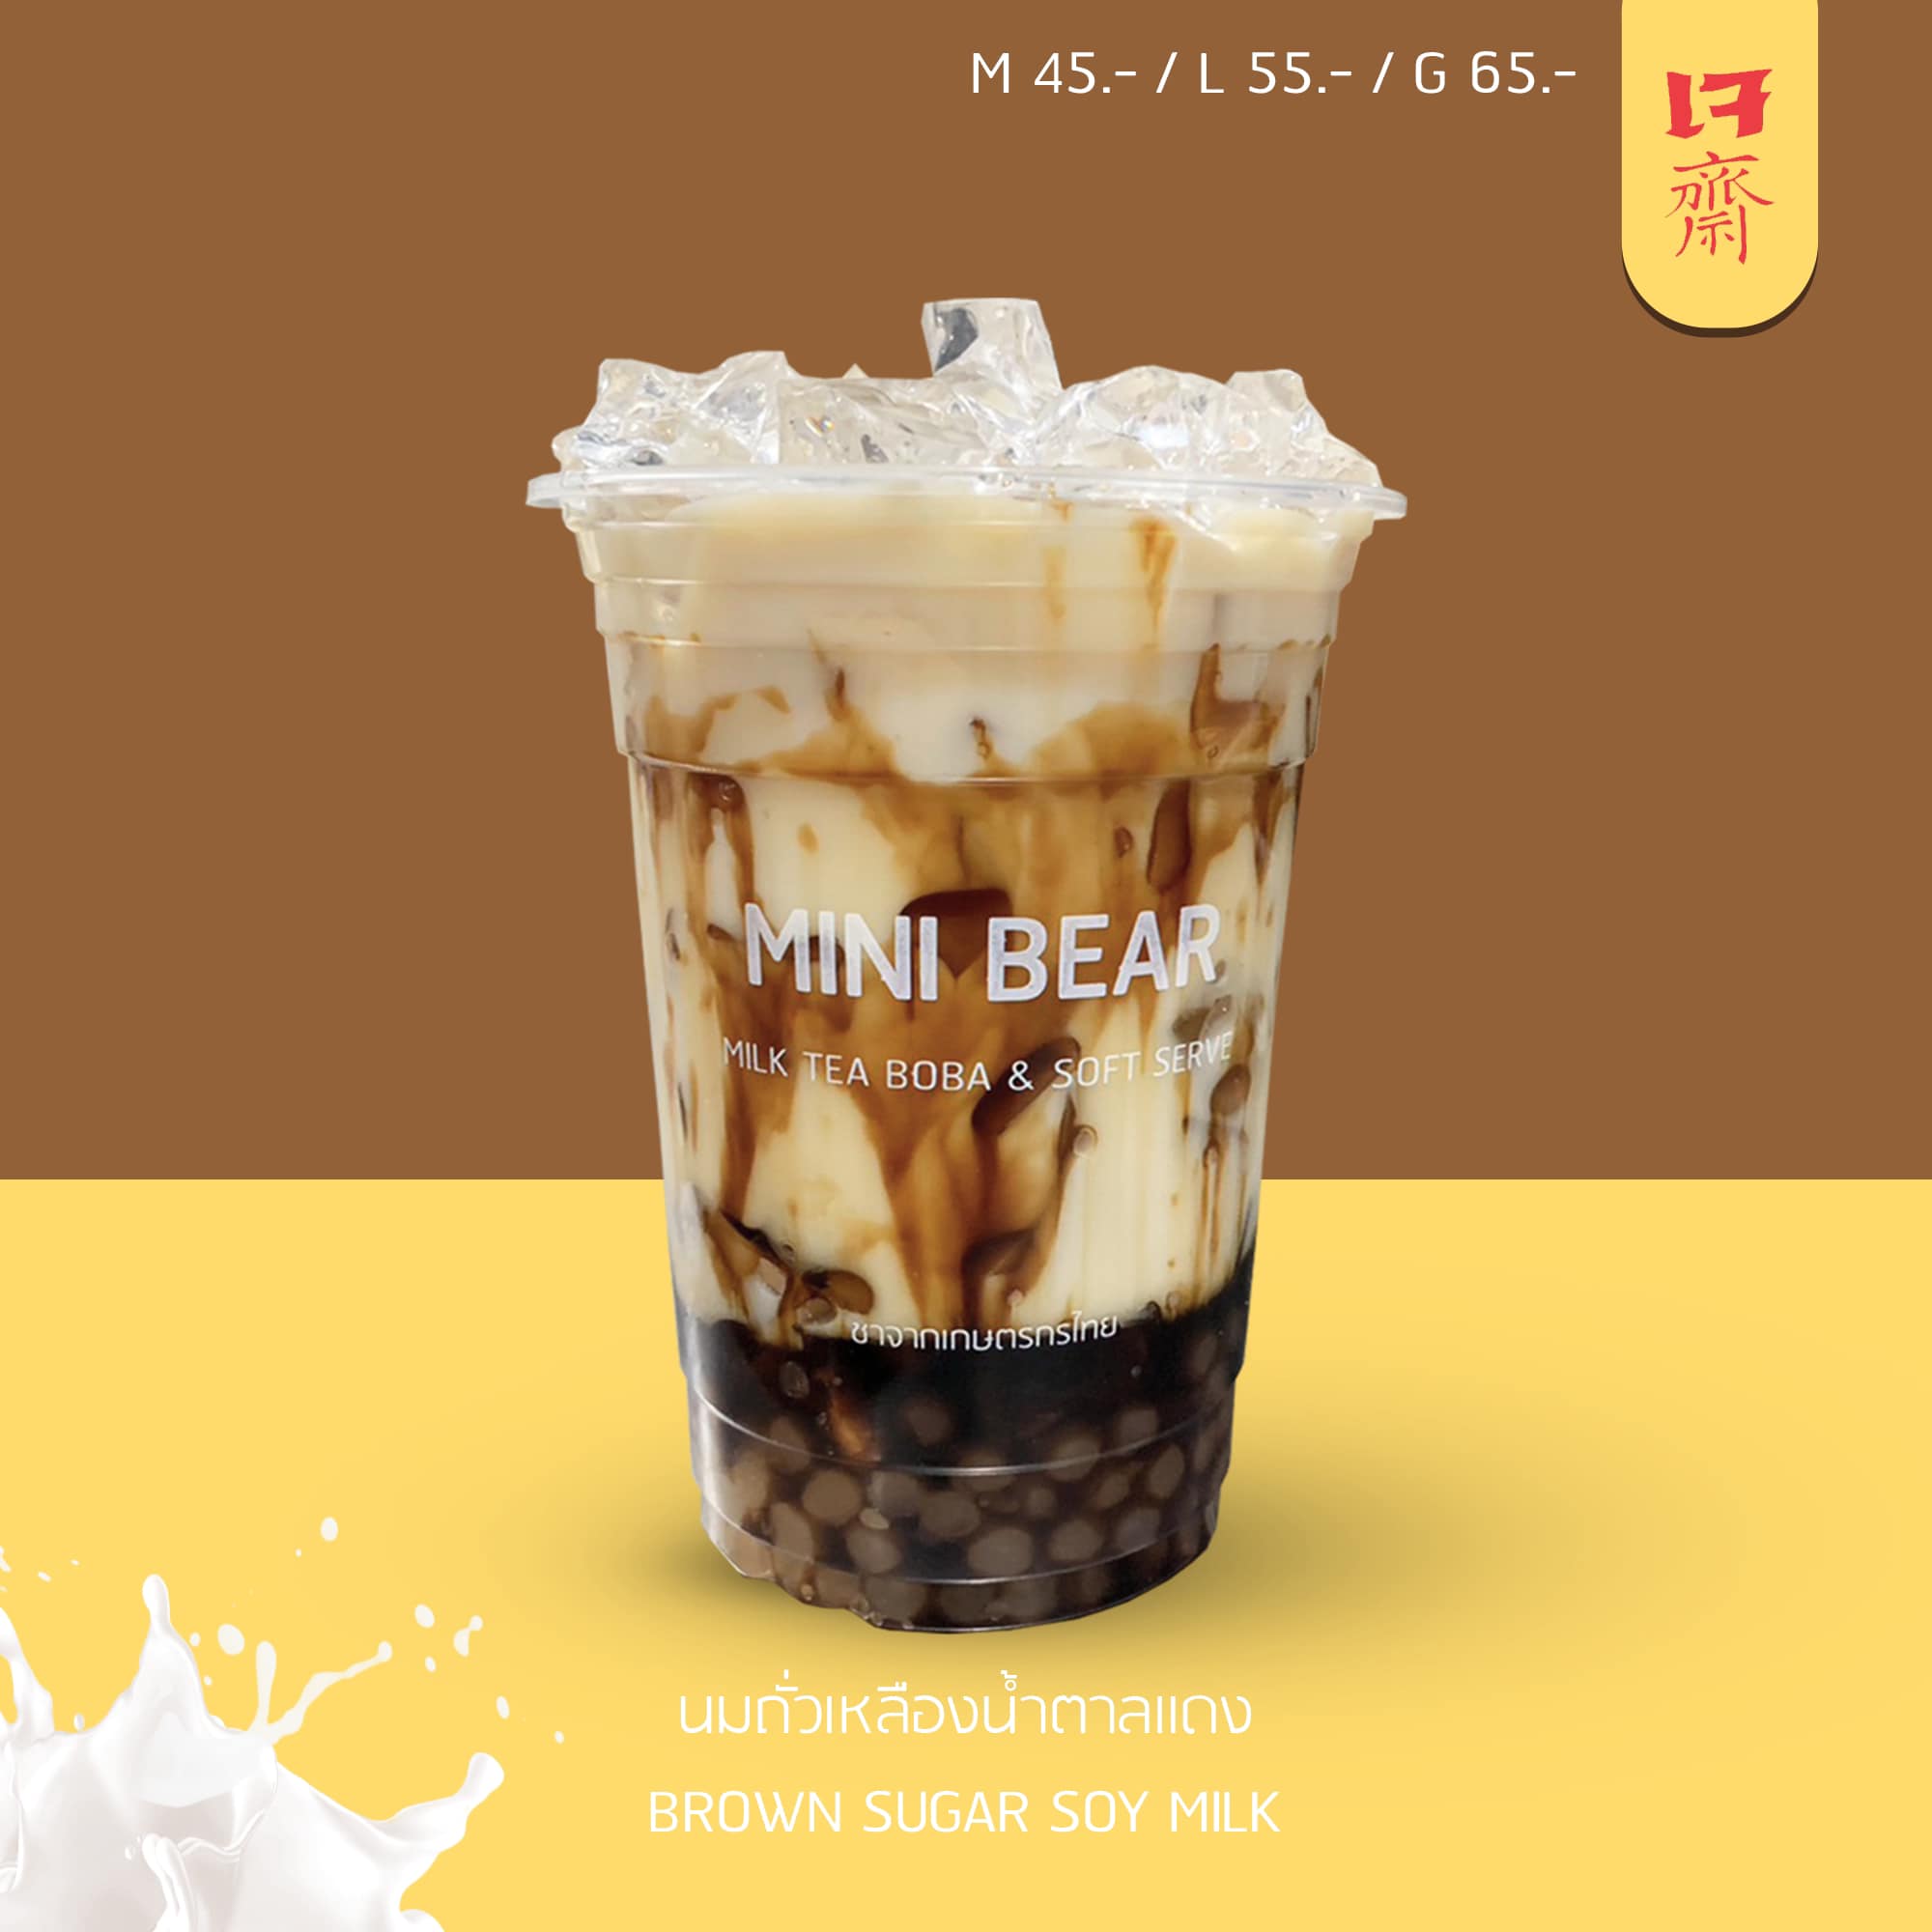 M 45.- / L 55.- / G 65.-
เจ
齋
MINI BEAR
MILK TEA BOBA & SOFT SERVE
ชาจากเกษตรกรไทย
นมถั่วเหลืองน้ำตาลแดง
BROWN SUGAR SOY MILK